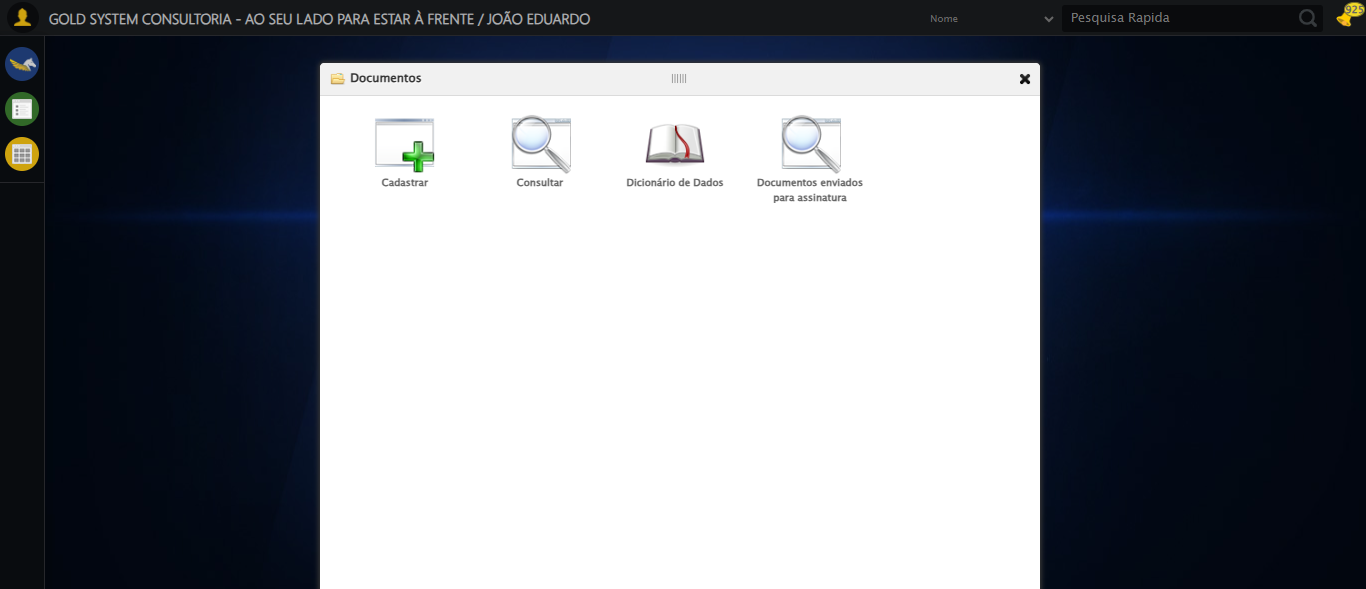 GOLD SYSTEM CONSULTORIA - AO SEU LADO PARA ESTAR À FRENTE / JOÃO EDUARDO
Nome
Pesquisa Rapida
925
Documentos
Cadastrar
Consultar
Dicionário de Dados
Documentos enviados
para assinatura